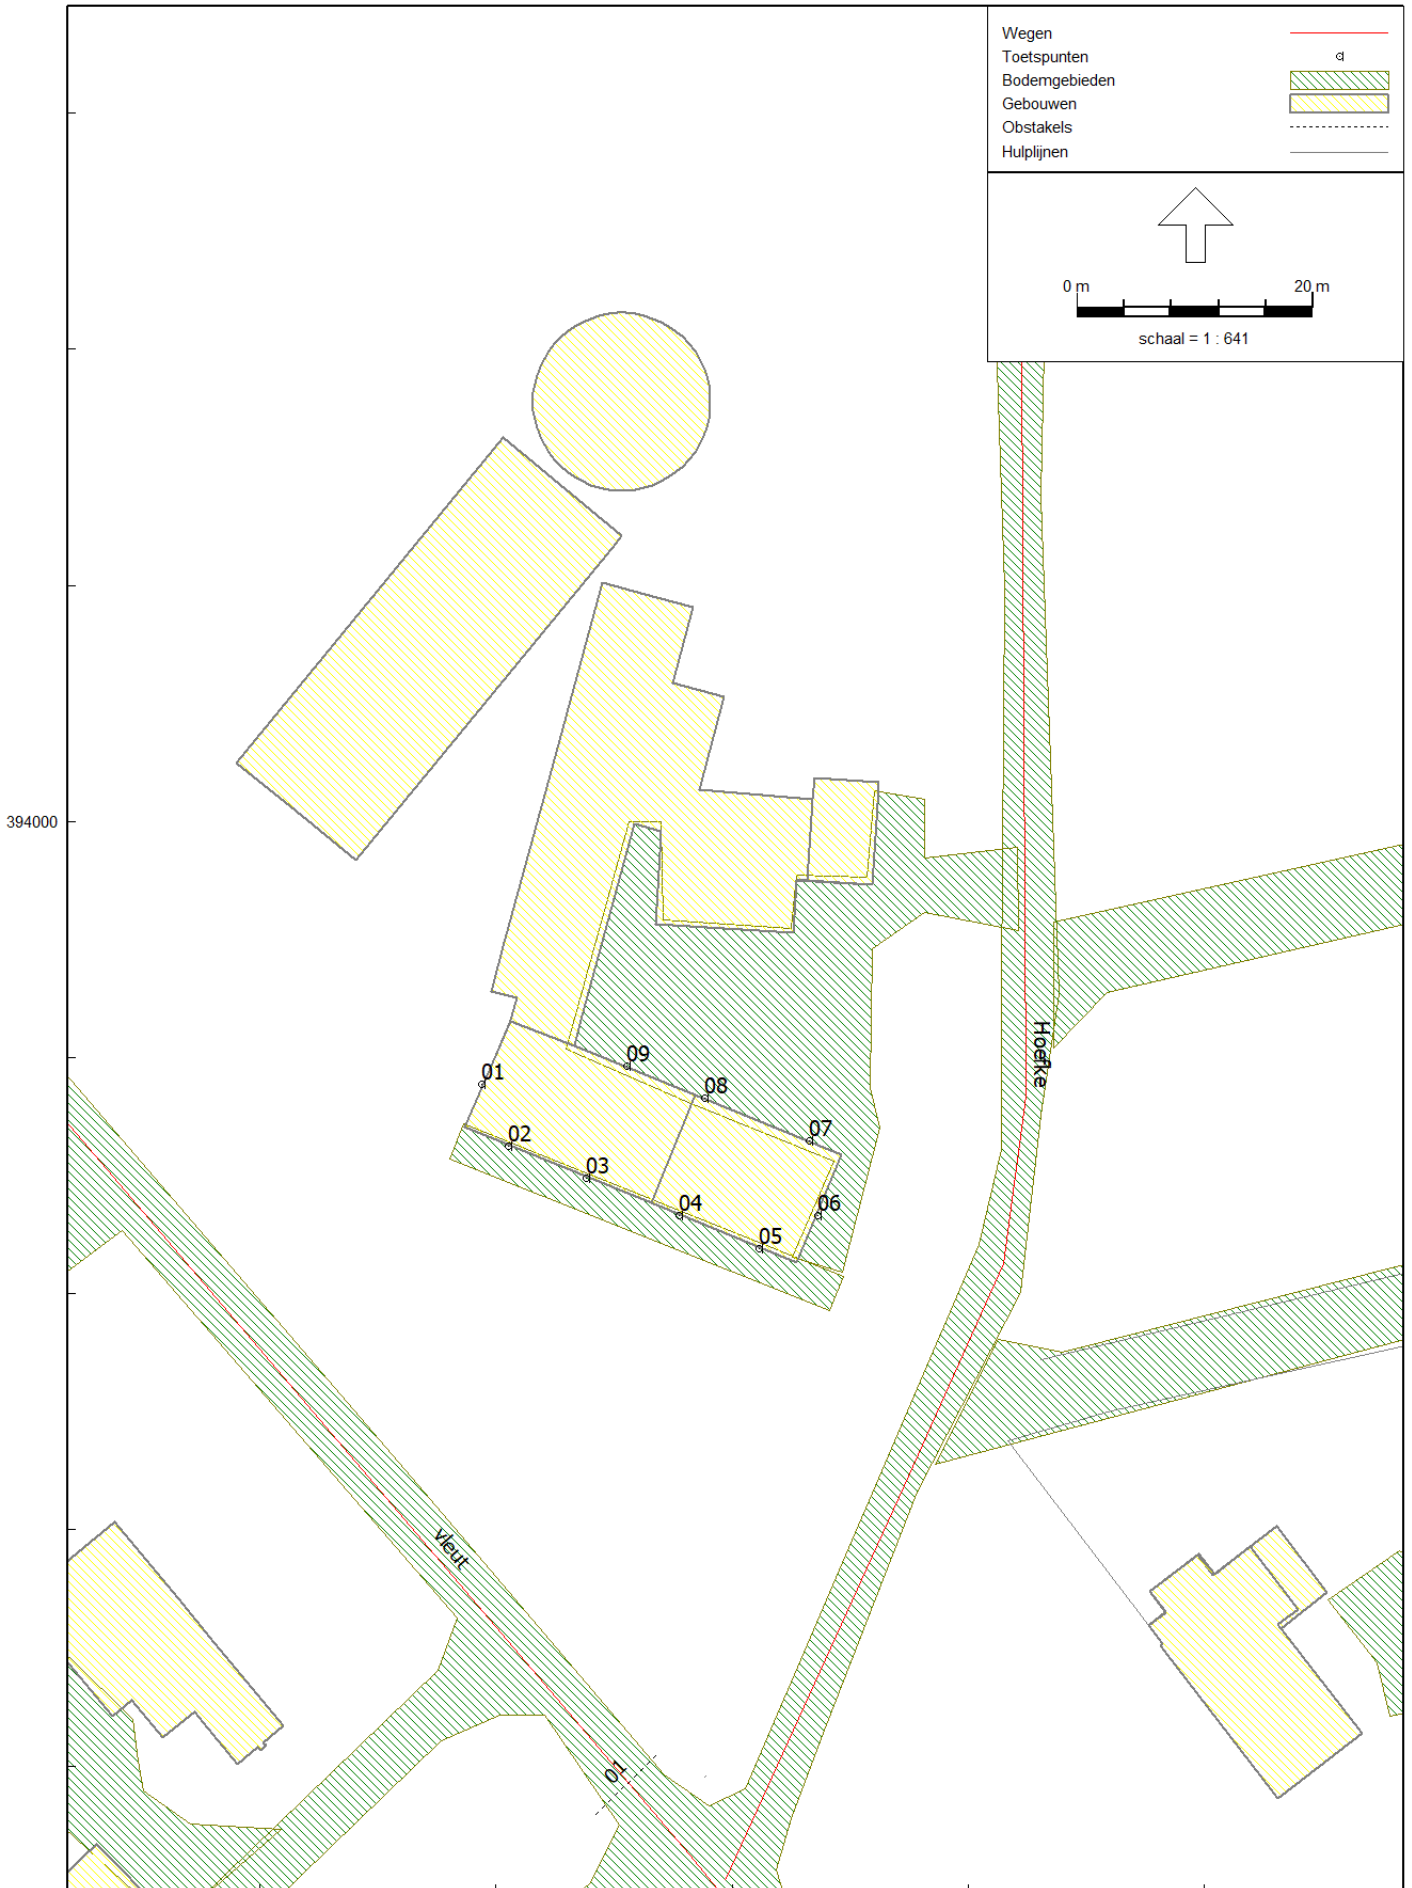 Wegen
Toetspunten
Bodemgebieden
Gebouwen
Obstakels
Hulplijnen
0 m 20 m
schaal = 1 : 641
394000
Hoefke
09
01
08
07
02
03
04
06
05
vleut
01